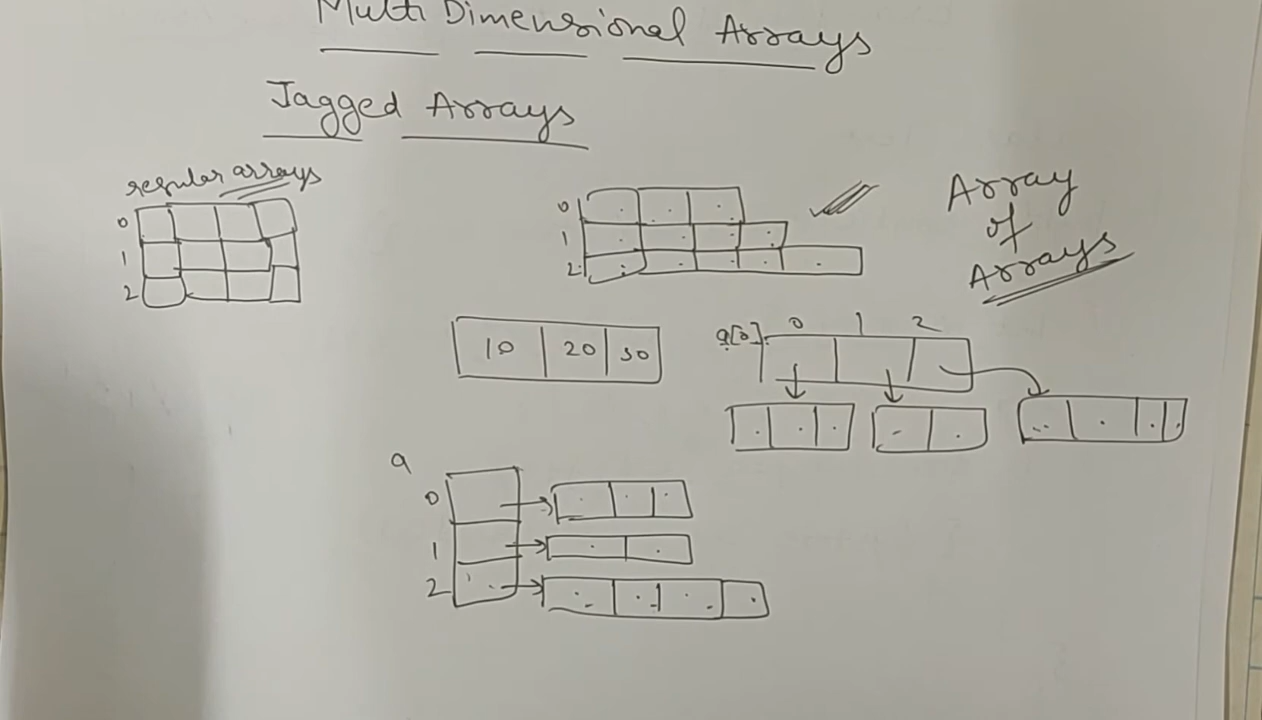 Multi Dimensional Arrays
Jagged Arrays
regular arrays
0
1
2
0
1
2
Array
of
Arrays
10 20 30
a[0] 0 1 2
a
0
1
2